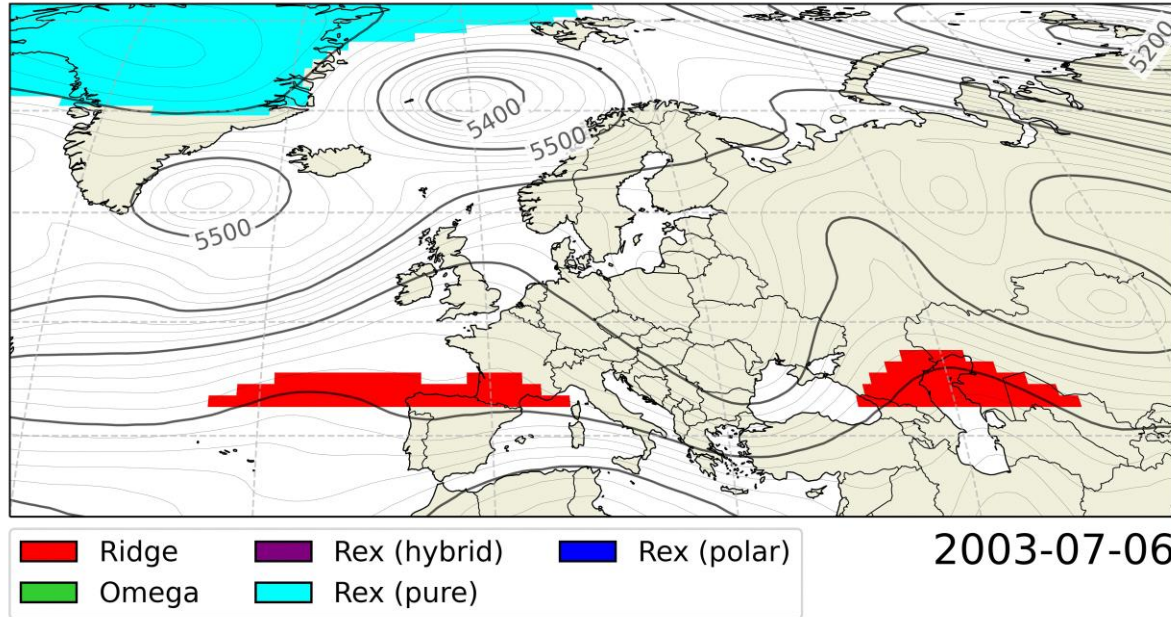 5200
5400
5500
5500
Ridge
Rex (hybrid)
Rex (polar)
Omega
Rex (pure)
2003-07-06